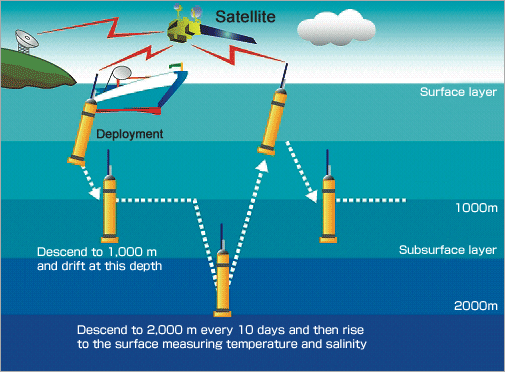 Satellite
Surface layer
Deployment
1000m
Descend to 1,000 m
and drift at this depth
Subsurface layer
2000m
Descend to 2,000 m every 10 days and then rise
to the surface measuring temperature and salinity